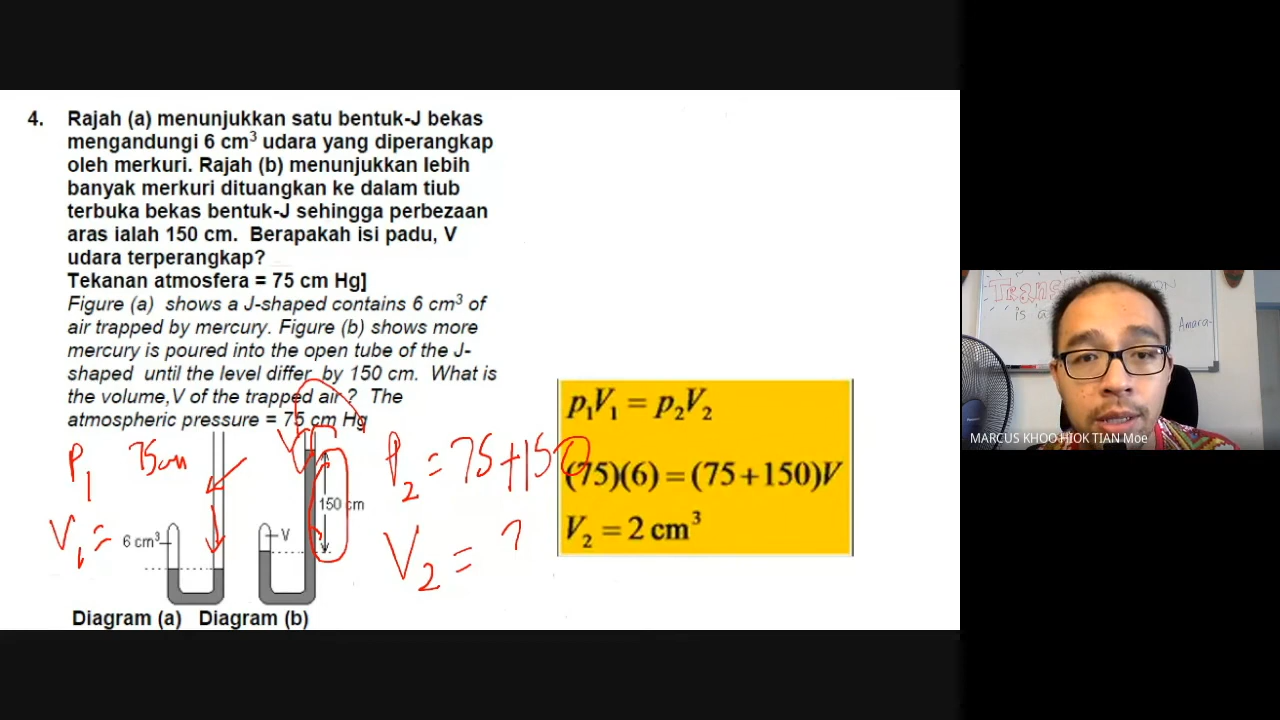 4. Rajah (a) menunjukkan satu bentuk-J bekas
mengandungi 6 cm³ udara yang diperangkap
oleh merkuri. Rajah (b) menunjukkan lebih
banyak merkuri dituangkan ke dalam tiub
terbuka bekas bentuk-J sehingga perbezaan
aras ialah 150 cm. Berapakah isi padu, V
udara terperangkap?
Tekanan atmosfera = 75 cm Hg]
Figure (a) shows a J-shaped contains 6 cm³ of
air trapped by mercury. Figure (b) shows more
mercury is poured into the open tube of the J-
shaped until the level differ by 150 cm. What is
the volume,V of the trapped air ? The
atmospheric pressure = 75 cm Hg
P₁ 75cm
V₁ =
6 cm³
V
150 cm
P₂ = 75+150
V₂ = ?
Diagram (a) Diagram (b)
p₁V₁ = p₂V₂
(75)(6) = (75+150)V
V₂ = 2 cm³
is a
Amara-
MARCUS KHOO HIOK TIAN Moe